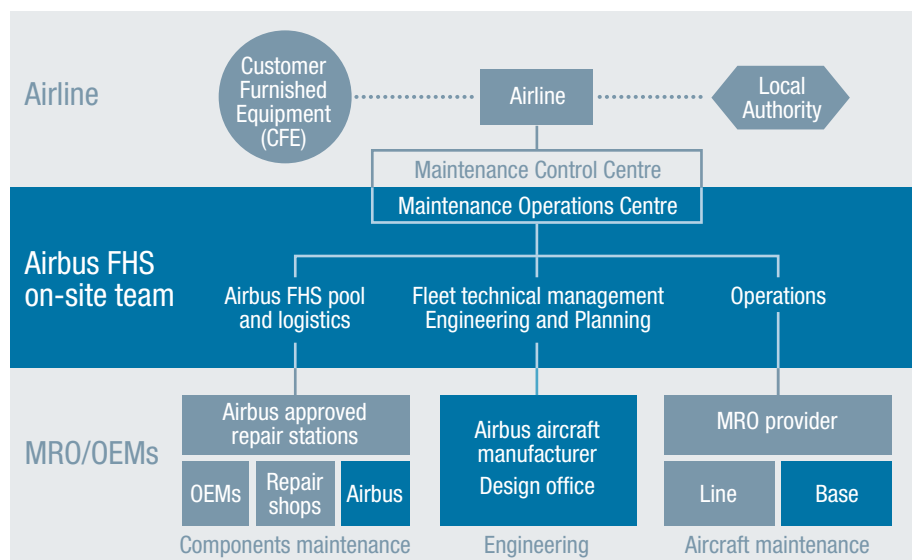 Airline
Customer
Furnished
Equipment
(CFE)
Airline
Local
Authority
Maintenance Control Centre
Maintenance Operations Centre
Airbus FHS
on-site team
Airbus FHS pool
and logistics
Fleet technical management
Engineering and Planning
Operations
MRO/OEMs
Airbus approved
repair stations
OEMs
Repair
shops
Airbus
Components maintenance
Airbus aircraft
manufacturer
Design office
Engineering
MRO provider
Line
Base
Aircraft maintenance